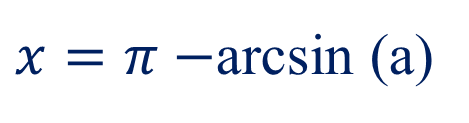 x = π −arcsin (a)